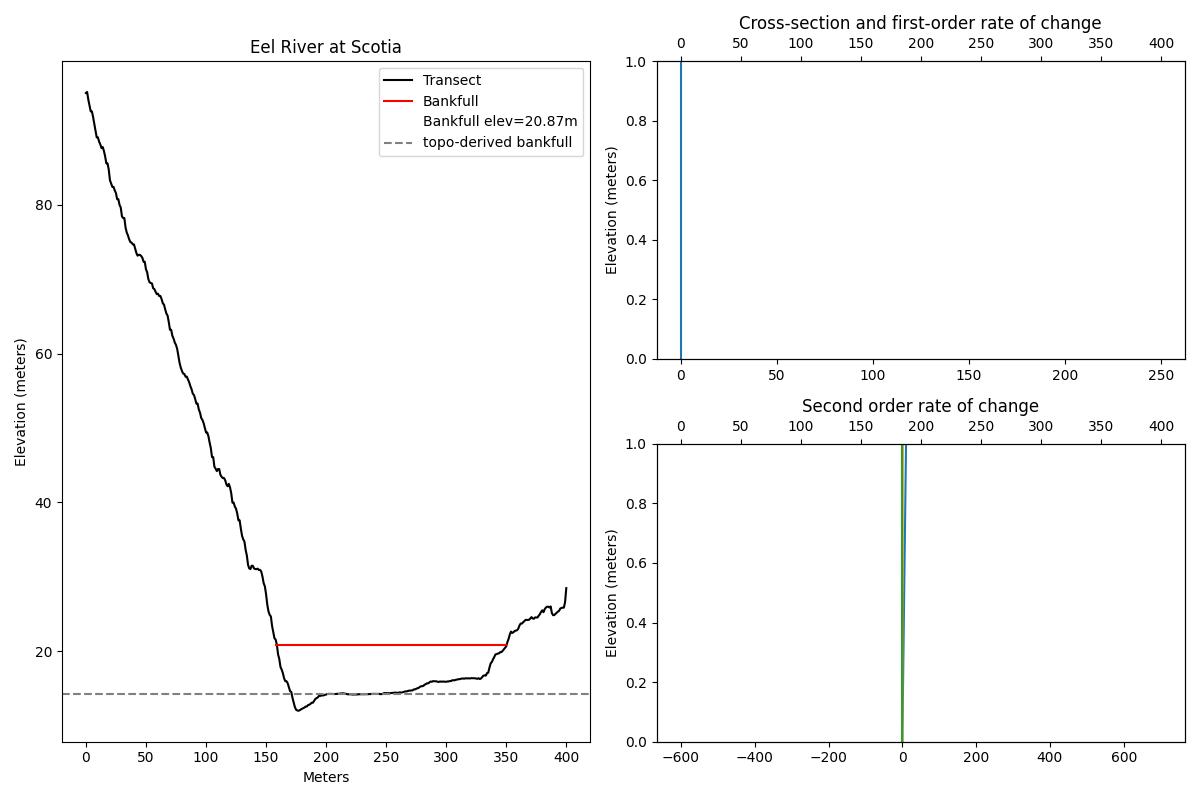 Eel River at Scotia
Transect
Bankfull
Bankfull elev=20.87m
topo-derived bankfull
Elevation (meters)
80
60
40
20
0 50 100 150 200 250 300 350 400
Meters
Cross-section and first-order rate of change
0 50 100 150 200 250 300 350 400
Elevation (meters)
1.0
0.8
0.6
0.4
0.2
0.0
0 50 100 150 200 250
Second order rate of change
0 50 100 150 200 250 300 350 400
Elevation (meters)
1.0
0.8
0.6
0.4
0.2
0.0
−600 −400 −200 0 200 400 600